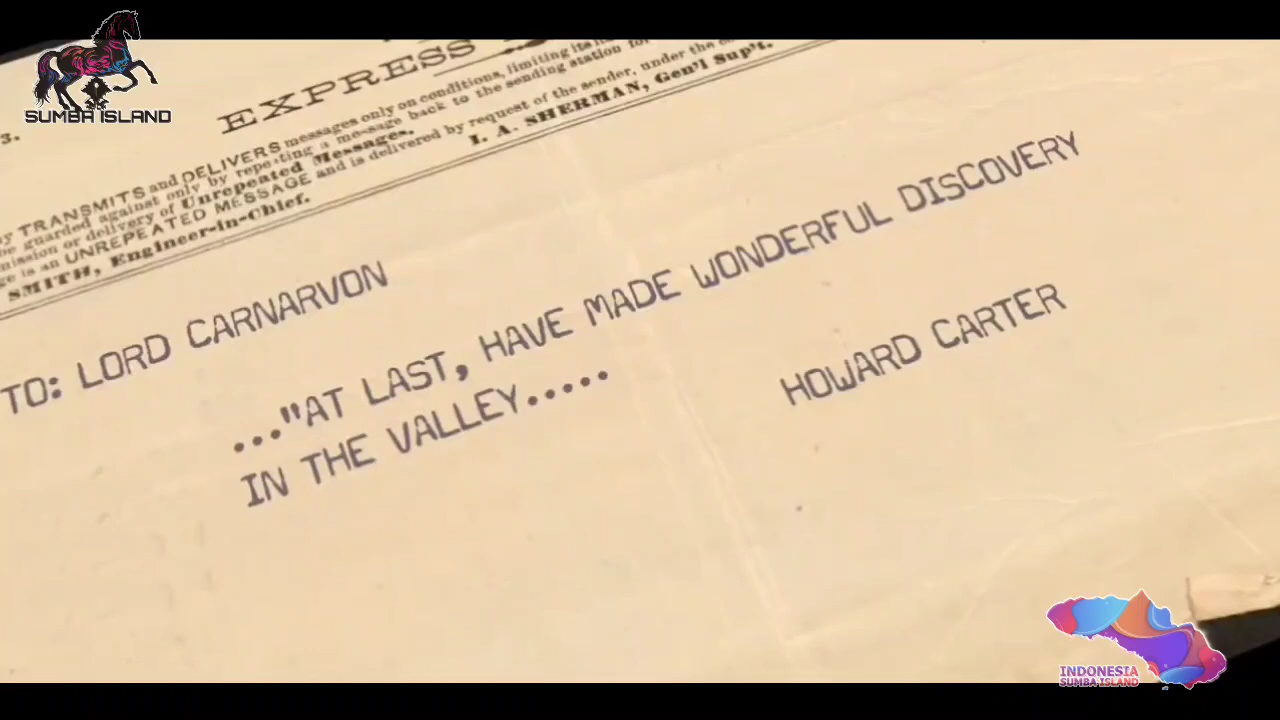 SUMBA ISLAND
3.
EXPRESS
TRANSMITS and DELIVERS messages only on conditions, limiting its
guarded against only by repeating a message back to the sending station for
mission or delivery of Unrepeated Messages.
is an UNREPEATED MESSAGE and is delivered by request of the sender, under the
SMITH, Engineer-in-Chief.
I. A. SHERMAN, Gen'l Sup't.
TO: LORD CARNARVON
..."AT LAST, HAVE MADE WONDERFUL DISCOVERY
IN THE VALLEY.....
HOWARD CARTER
INDONESIA
SUMBA ISLAND